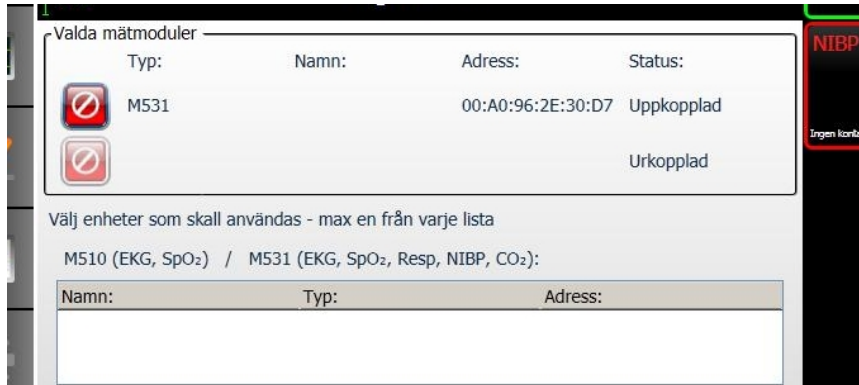 Valda mätmoduler
Typ: Namn: Adress: Status:
M531 00:A0:96:2E:30:D7 Uppkopplad
Urkopplad
Välj enheter som skall användas - max en från varje lista
M510 (EKG, SpO₂) / M531 (EKG, SpO₂, Resp, NIBP, CO₂):
Namn: Typ: Adress:
NIBP
Ingen